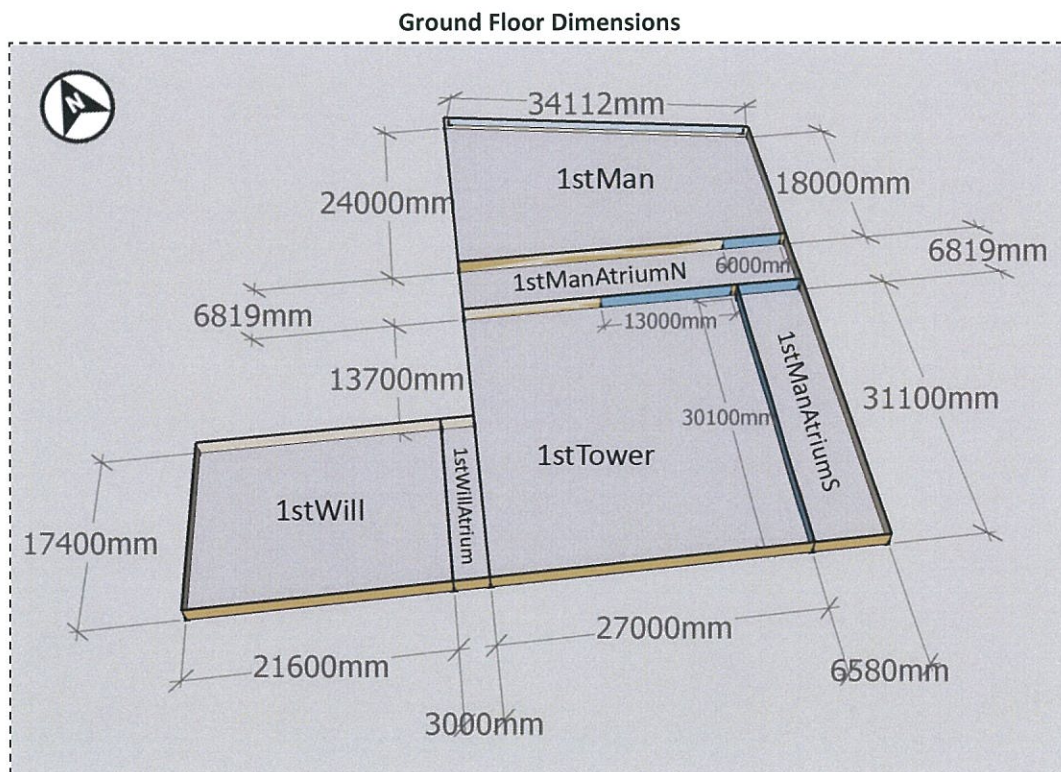 Ground Floor Dimensions
N
34112mm
1stMan
24000mm
18000mm
6819mm
1stManAtriumN
6000mm
6819mm
13000mm
13700mm
1stManAtriumS
31100mm
30100mm
1stTower
1stWillAtrium
1stWill
17400mm
27000mm
21600mm
6580mm
3000mm